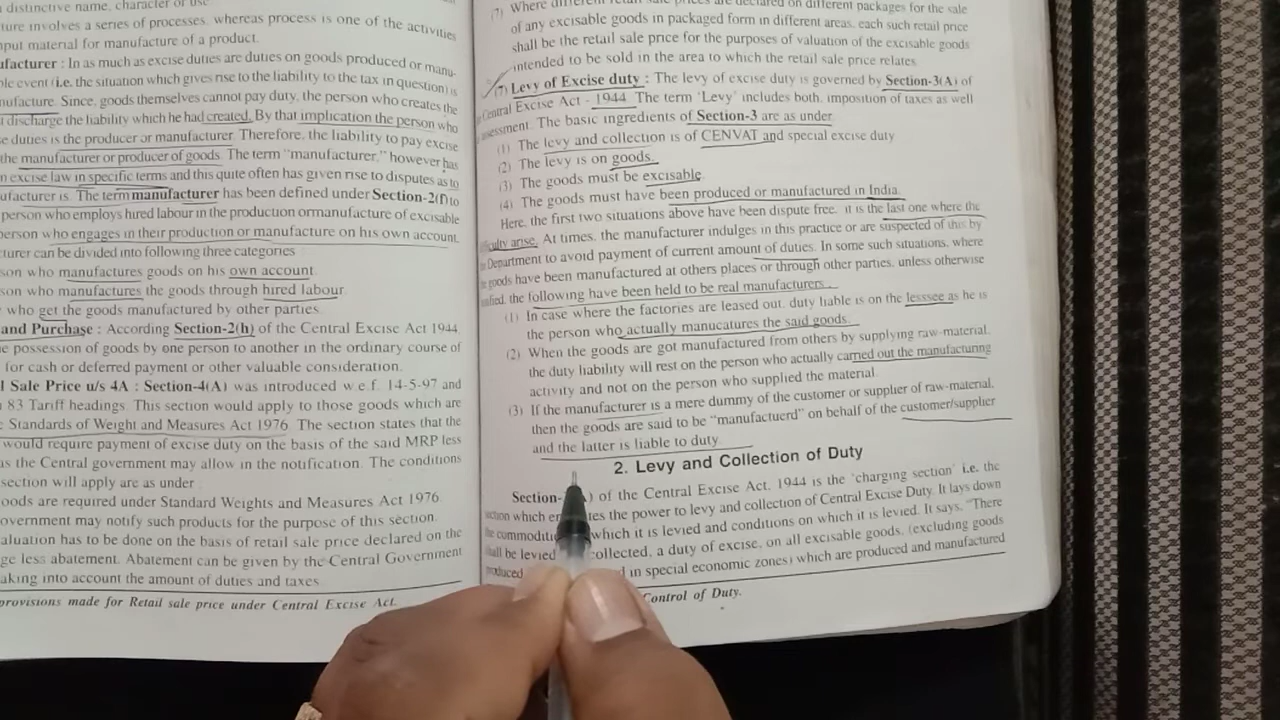 distinctive name, character or use
ture involves a series of processes, whereas process is one of the activities
nput material for manufacture of a product.
ufacturer : In as much as excise duties are duties on goods produced or manu-
ble event (i.e. the situation which gives rise to the liability to the tax in question) is
nufacture. Since, goods themselves cannot pay duty, the person who creates the
discharge the liability which he had created. By that implication the person who
se duties is the producer or manufacturer. Therefore, the liability to pay excise
the manufacturer or producer of goods. The term "manufacturer," however has
n excise law in specific terms and this quite often has given rise to disputes as to
ufacturer is. The term manufacturer has been defined under Section-2(f) to
person who employs hired labour in the production ormanufacture of excisable
person who engages in their production or manufacture on his own account.
turer can be divided into following three categories
son who manufactures goods on his own account.
son who manufactures the goods through hired labour.
who get the goods manufactured by other parties.
and Purchase : According Section-2(h) of the Central Excise Act 1944,
e possession of goods by one person to another in the ordinary course of
for cash or deferred payment or other valuable consideration.
l Sale Price u/s 4A : Section-4(A) was introduced w.e.f. 14-5-97 and
83 Tariff headings. This section would apply to those goods which are
Standards of Weight and Measures Act 1976. The section states that the
would require payment of excise duty on the basis of the said MRP less
as the Central government may allow in the notification. The conditions
section will apply are as under
oods are required under Standard Weights and Measures Act 1976.
overnment may notify such products for the purpose of this section.
aluation has to be done on the basis of retail sale price declared on the
ge less abatement. Abatement can be given by the Central Government
aking into account the amount of duties and taxes
provisions made for Retail sale price under Central Excise Act.
(7) Where different retail sale prices are declared on different packages for the sale
of any excisable goods in packaged form in different areas, each such retail price
shall be the retail sale price for the purposes of valuation of the excisable goods
intended to be sold in the area to which the retail sale price relates.
(7) Levy of Excise duty : The levy of excise duty is governed by Section-3(A) of
Central Excise Act - 1944. The term 'Levy' includes both, imposition of taxes as well
assessment. The basic ingredients of Section-3 are as under
(1) The levy and collection is of CENVAT and special excise duty
(2) The levy is on goods.
(3) The goods must be excisable.
(4) The goods must have been produced or manufactured in India.
Here, the first two situations above have been dispute free. it is the last one where the
ficulty arise. At times, the manufacturer indulges in this practice or are suspected of this by
Department to avoid payment of current amount of duties. In some such situations, where
goods have been manufactured at others places or through other parties, unless otherwise
the following have been held to be real manufacturers.
(1) In case where the factories are leased out, duty liable is on the lesssee as he is
the person who actually manucatures the said goods.
(2) When the goods are got manufactured from others by supplying raw-material,
the duty liability will rest on the person who actually carried out the manufacturing
activity and not on the person who supplied the material.
(3) If the manufacturer is a mere dummy of the customer or supplier of raw-material,
then the goods are said to be "manufactuerd" on behalf of the customer/supplier
and the latter is liable to duty.
2. Levy and Collection of Duty
Section- ) of the Central Excise Act, 1944 is the 'charging section' i.e. the
section which tes the power to levy and collection of Central Excise Duty. It lays down
the which it is levied and conditions on which it is levied. It says, "There
shall be levied collected, a duty of excise, on all excisable goods, (excluding goods
produced in special economic zones) which are produced and manufactured
Control of Duty.